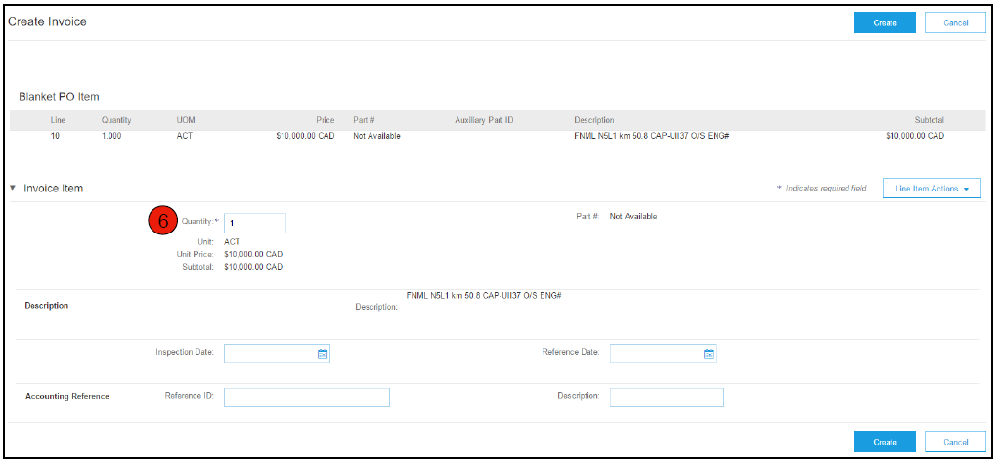 Create Invoice
Create Cancel
Blanket PO Item
Line Quantity UOM Price Part # Auxiliary Part ID Description Subtotal
10 1.000 ACT $10,000.00 CAD Not Available FNML N5L1 km 50.8 CAP-UII37 O/S ENG# $10,000.00 CAD
▼ Invoice Item * Indicates required field Line Item Actions ▼
6 Quantity:* 1 Part #: Not Available
Unit: ACT
Unit Price: $10,000.00 CAD
Subtotal: $10,000.00 CAD
FNML N5L1 km 50.8 CAP-UII37 O/S ENG#
Description Description:
Inspection Date: Reference Date:
Accounting Reference Reference ID: Description:
Create Cancel